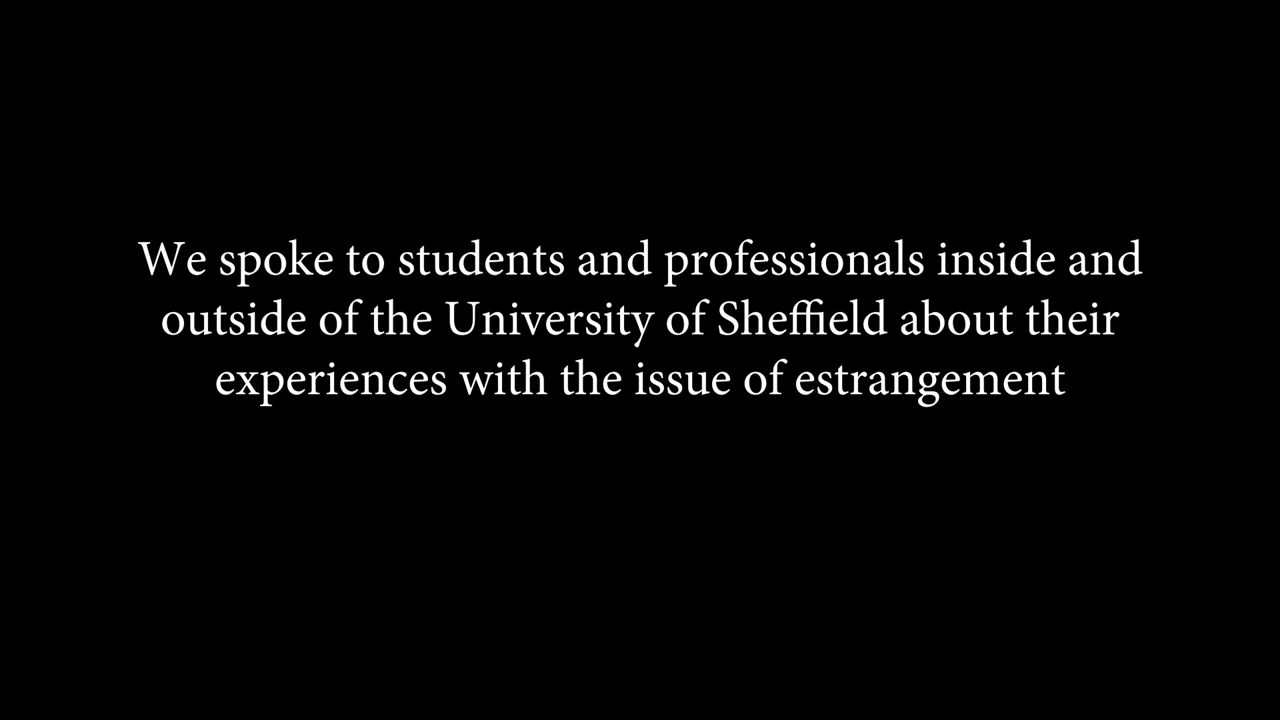 We spoke to students and professionals inside and
outside of the University of Sheffield about their
experiences with the issue of estrangement